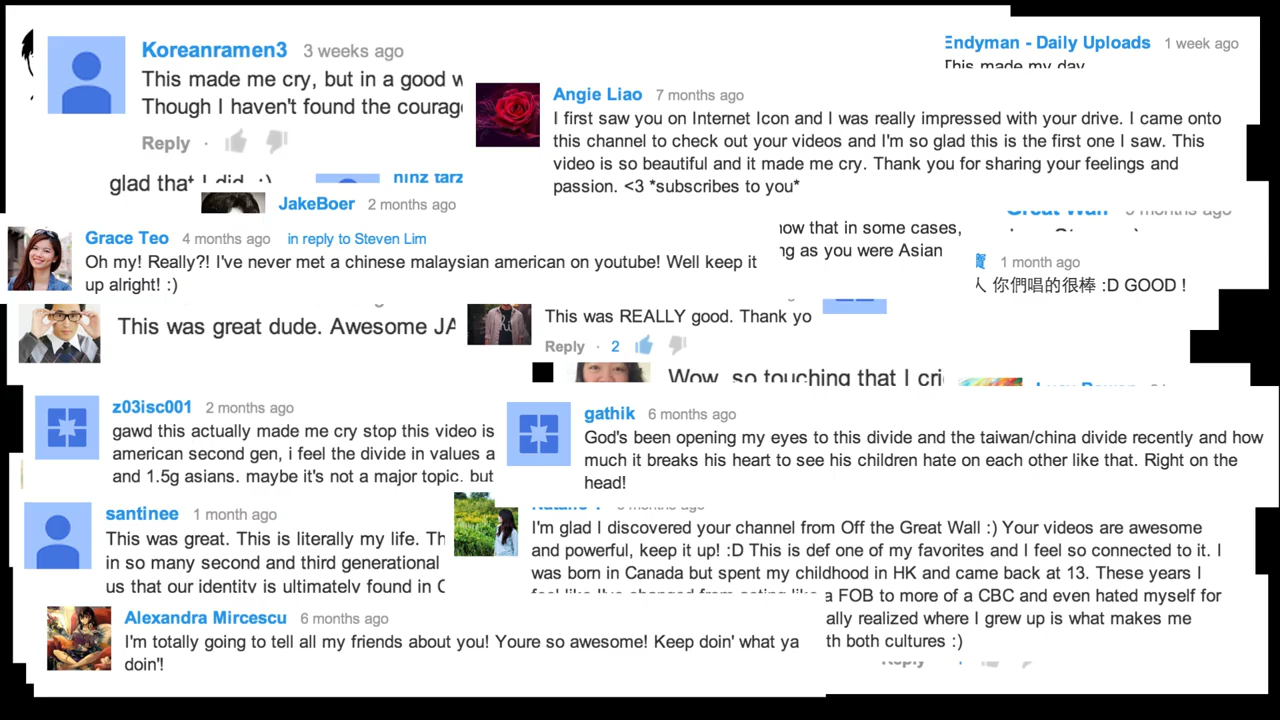 Koreanramen3 3 weeks ago
This made me cry, but in a good
Though I haven't found the
Reply
glad that I did. :)
Endyman - Daily Uploads 1 week ago
This made my day
Angie Liao 7 months ago
I first saw you on Internet Icon and I was really impressed with your drive. I came onto
this channel to check out your videos and I'm so glad this is the first one I saw. This
video is so beautiful and it made me cry. Thank you for sharing your feelings and
passion. <3 *subscribes to you*
ninz tarz
JakeBoer 2 months ago
Great Wall months ago
Grace Teo 4 months ago in reply to Steven Lim
Oh my! Really?! I've never met a chinese malaysian american on youtube! Well keep it
up alright! :)
that in some cases,
as you were Asian
1 month ago
人 你們唱的很棒 :D GOOD !
This was great dude. Awesome
This was REALLY good. Thank yo
Reply · 2
Wow, so touching that I
z03isc001 2 months ago
gawd this actually made me cry stop this video is
american second gen, i feel the divide in values a
and 1.5g asians. maybe it's not a major topic, but
gathik 6 months ago
God's been opening my eyes to this divide and the taiwan/china divide recently and how
much it breaks his heart to see his children hate on each other like that. Right on the
head!
santinee 1 month ago
This was great. This is literally my life. Th
in so many second and third generational
us that our identity is ultimately found in
months ago
I'm glad I discovered your channel from Off the Great Wall :) Your videos are awesome
and powerful, keep it up! :D This is def one of my favorites and I feel so connected to it. I
was born in Canada but spent my childhood in HK and came back at 13. These years I
feel like I've changed from acting like a FOB to more of a CBC and even hated myself for
realized where I grew up is what makes me
both cultures :)
Reply
Alexandra Mircescu 6 months ago
I'm totally going to tell all my friends about you! Youre so awesome! Keep doin' what ya
doin'!